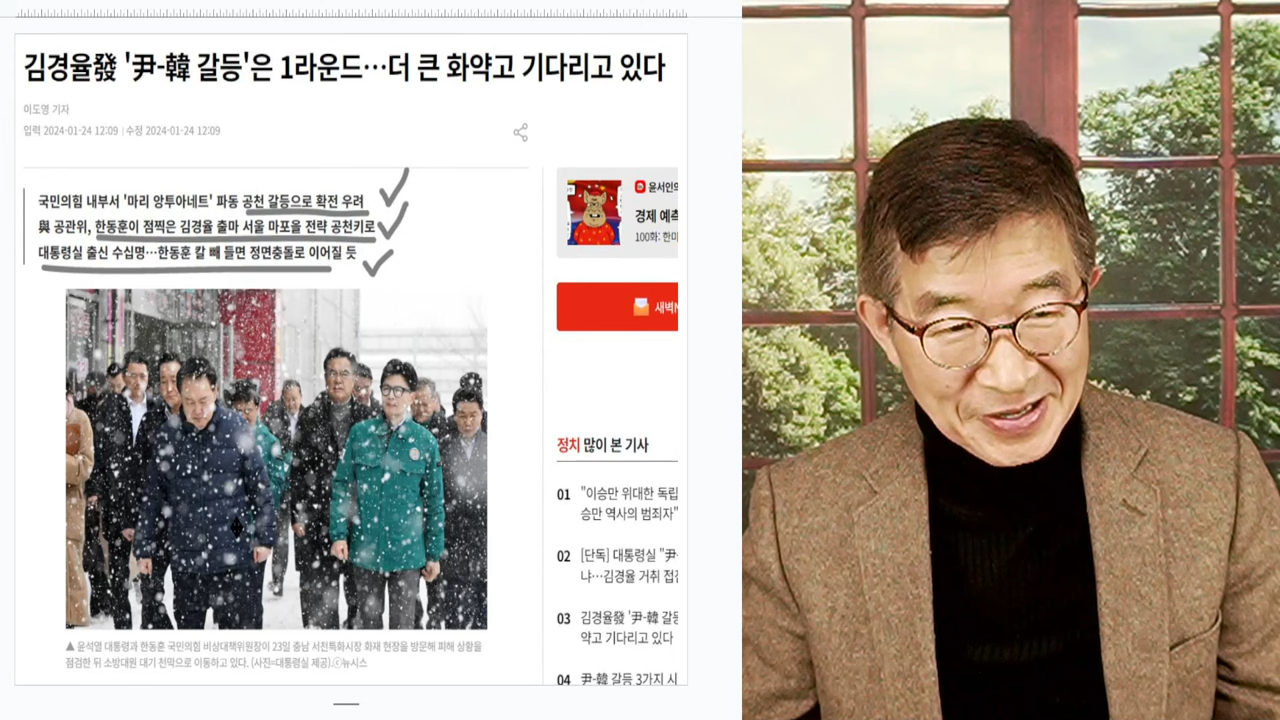 김경율發 '尹-韓 갈등'은 1라운드…더 큰 화약고 기다리고 있다
이도영 기자
입력 2024-01-24 12:09 | 수정 2024-01-24 12:09
국민의힘 내부서 '마리 앙투아네트' 파동 공천 갈등으로 확전 우려
與 공관위, 한동훈이 점찍은 김경율 출마 서울 마포을 전략 공천키로
대통령실 출신 수십명…한동훈 칼 빼 들면 정면충돌로 이어질 듯
▲ 윤석열 대통령과 한동훈 국민의힘 비상대책위원장이 23일 충남 서천특화시장 화재 현장을 방문해 피해 상황을
점검한 뒤 소방대원 대기 천막으로 이동하고 있다. (사진=대통령실 제공).ⓒ뉴시스
윤서인의
경제 예측
100화: 한미
새벽
정치 많이 본 기사
01 "이승만 위대한 독립
승만 역사의 범죄자"
02 [단독] 대통령실 "尹
냐…김경율 거취 접
03 김경율發 '尹-韓 갈등
약고 기다리고 있다
04 尹-韓 갈등 3가지 시